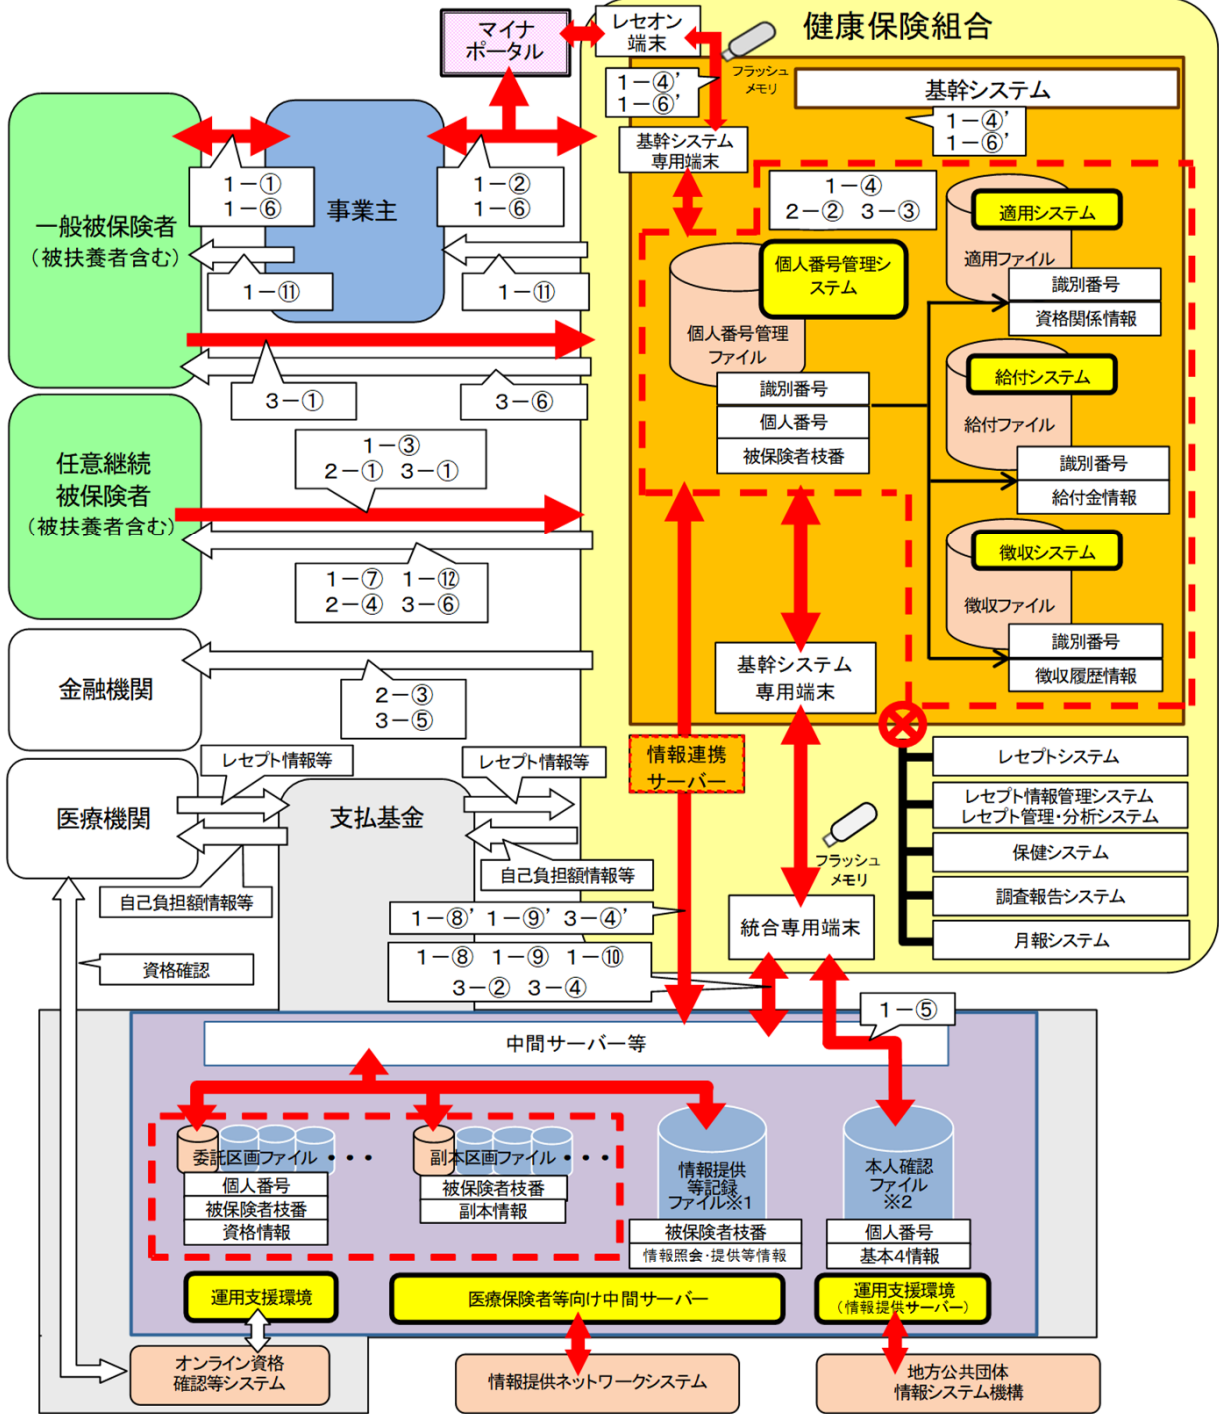 マイナ
ポータル
レセオン
端末
健康保険組合
フラッシュ
メモリ
1－④’
1－⑥’
基幹システム
1－④’
1－⑥’
基幹システム
専用端末
一般被保険者
（被扶養者含む）
1－①
1－⑥
事業主
1－②
1－⑥
1－⑪
1－⑪
3－①
3－⑥
1－④
2－② 3－③
個人番号管理シ
ステム
個人番号管理
ファイル
識別番号
個人番号
被保険者枝番
適用システム
適用ファイル
識別番号
資格関係情報
給付システム
給付ファイル
識別番号
給付金情報
徴収システム
徴収ファイル
識別番号
徴収履歴情報
任意継続
被保険者
（被扶養者含む）
1－③
2－① 3－①
1－⑦ 1－⑫
2－④ 3－⑥
金融機関
2－③
3－⑤
基幹システム
専用端末
情報連携
サーバー
レセプトシステム
レセプト情報管理システム
レセプト管理・分析システム
保健システム
調査報告システム
月報システム
医療機関
レセプト情報等
レセプト情報等
支払基金
自己負担額情報等
自己負担額情報等
フラッシュ
メモリ
統合専用端末
1－⑧’ 1－⑨’ 3－④’
1－⑧ 1－⑨ 1－⑩
3－② 3－④
資格確認
1－⑤
中間サーバー等
委託区画ファイル・・・
個人番号
被保険者枝番
資格情報
副本区画ファイル・・・
被保険者枝番
副本情報
情報提供
等記録
ファイル※1
被保険者枝番
情報照会・提供等情報
本人確認
ファイル
※2
個人番号
基本4情報
運用支援環境
医療保険者等向け中間サーバー
運用支援環境
（情報提供サーバー）
オンライン資格
確認等システム
情報提供ネットワークシステム
地方公共団体
情報システム機構